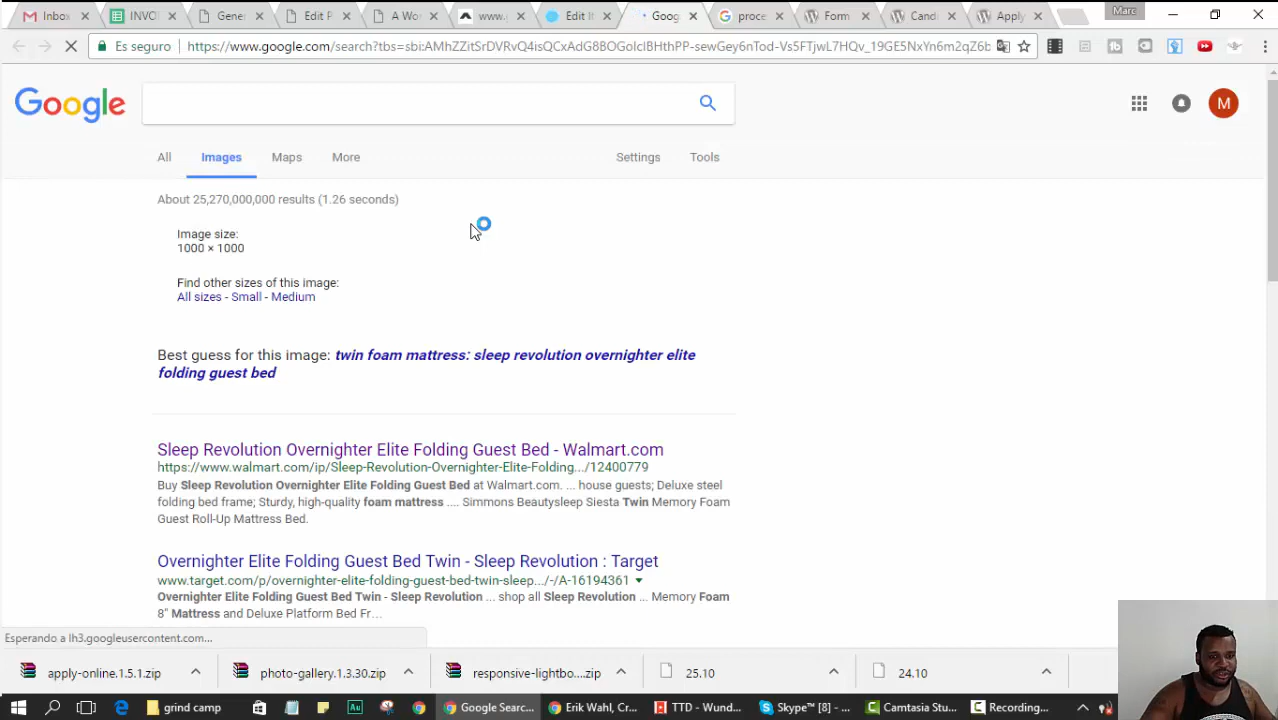 Inbox
INVO
Gener
Edit P
A Wo
www.j
Edit It
Goog
proce
Form
Candi
Apply
Marc
Es seguro
https://www.google.com/search?tbs=sbi:AMhZZitSrDVRvQ4isQCxAdG8BOGoIclBHthPP-sewGey6nTod-Vs5FTjwL7HQv_19GE5NxYn6m2qZ6b
Google
M
All
Images
Maps
More
Settings
Tools
About 25,270,000,000 results (1.26 seconds)
Image size:
1000 × 1000
Find other sizes of this image:
All sizes - Small - Medium
Best guess for this image: twin foam mattress: sleep revolution overnighter elite
folding guest bed
Sleep Revolution Overnighter Elite Folding Guest Bed - Walmart.com
https://www.walmart.com/ip/Sleep-Revolution-Overnighter-Elite-Folding.../12400779
Buy Sleep Revolution Overnighter Elite Folding Guest Bed at Walmart.com. ... house guests; Deluxe steel
folding bed frame; Sturdy, high-quality foam mattress .... Simmons Beautysleep Siesta Twin Memory Foam
Guest Roll-Up Mattress Bed.
Overnighter Elite Folding Guest Bed Twin - Sleep Revolution : Target
www.target.com/p/overnighter-elite-folding-guest-bed-twin-sleep.../-/A-16194361
Overnighter Elite Folding Guest Bed Twin - Sleep Revolution ... shop all Sleep Revolution ... Memory Foam
8" Mattress and Deluxe Platform Bed Fr…
Esperando a lh3.googleusercontent.com...
apply-online.1.5.1.zip
photo-gallery.1.3.30.zip
responsive-lightbo....zip
25.10
24.10
grind camp
Au
Google Searc...
Erik Wahl, Cr...
TTD - Wund...
Skype™ [8] - ...
Camtasia Stu...
Recording...